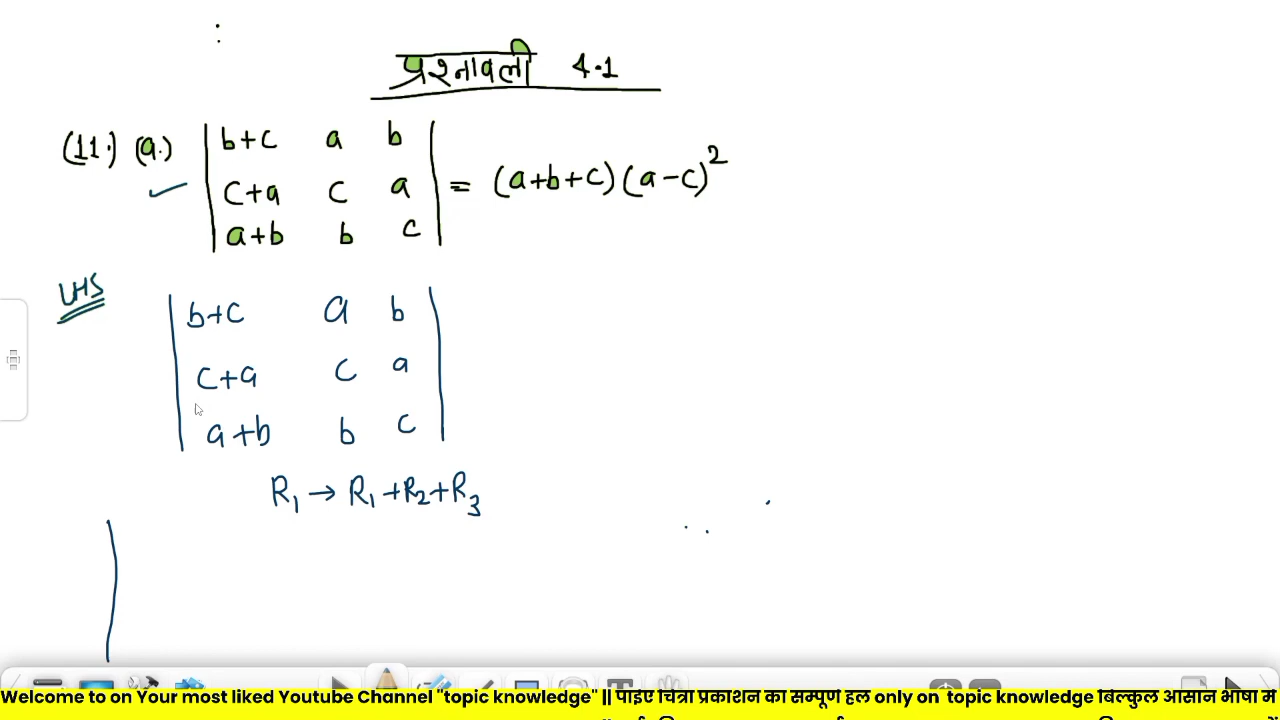 प्रश्नावली 4.1
(11.) (a.) | b+c a b |
| c+a c a | = (a+b+c) (a-c)²
| a+b b c |
LHS
| b+c a b |
| c+a c a |
| a+b b c |
R₁ → R₁ + R₂ + R₃
Welcome to on Your most liked Youtube Channel "topic knowledge" || पाइए चित्रा प्रकाशन का सम्पूर्ण हल only on topic knowledge बिल्कुल आसान भाषा मे